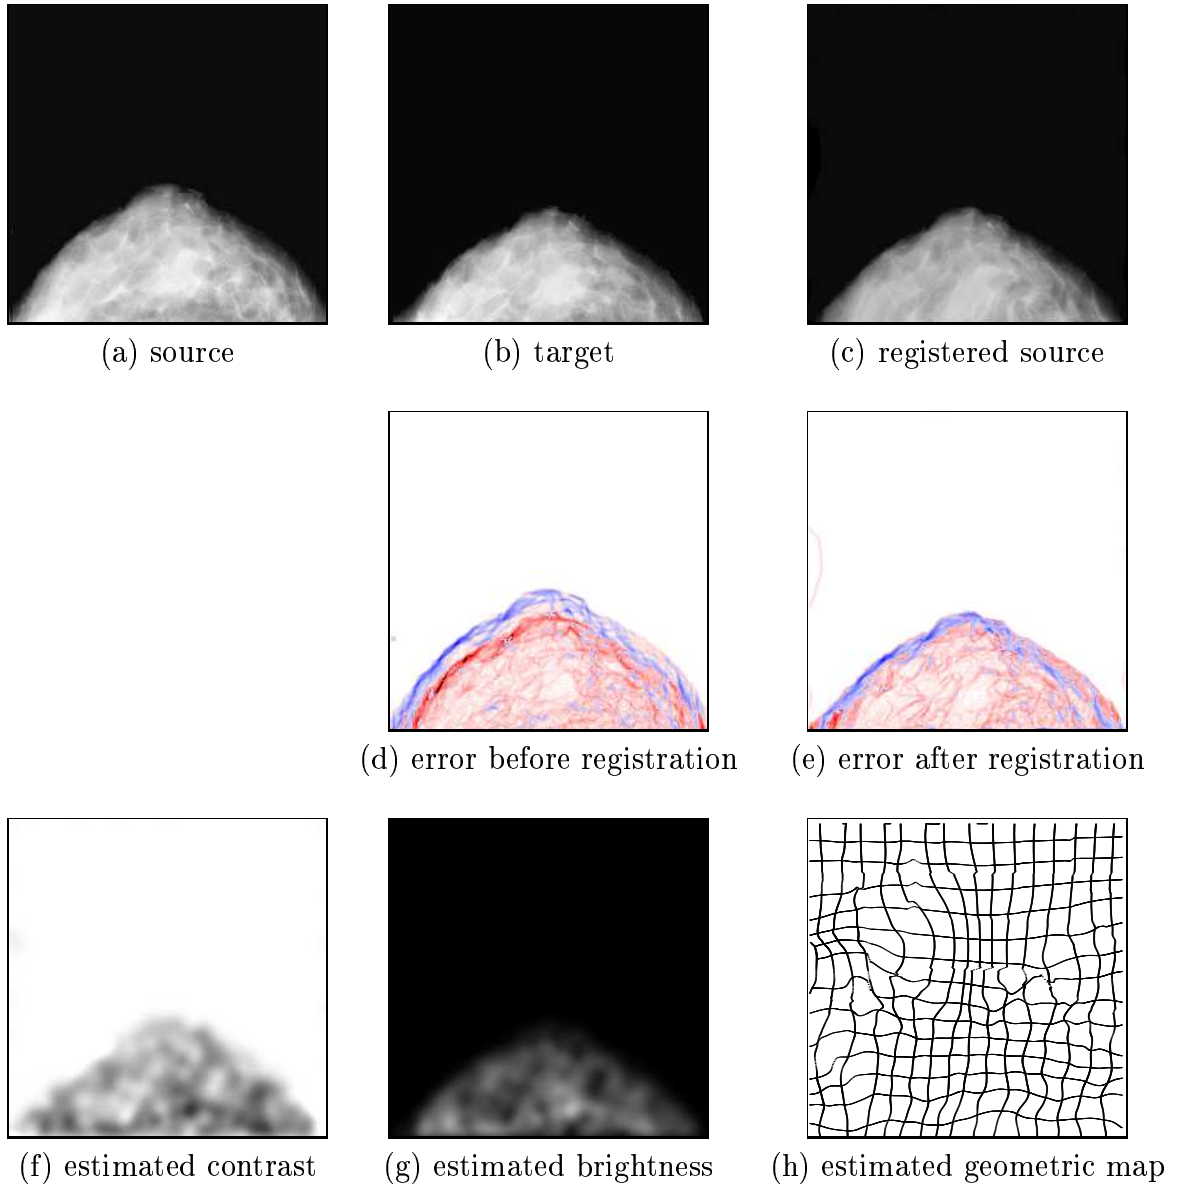 (a) source
(b) target
(c) registered source
(d) error before registration
(e) error after registration
(f) estimated contrast
(g) estimated brightness
(h) estimated geometric map